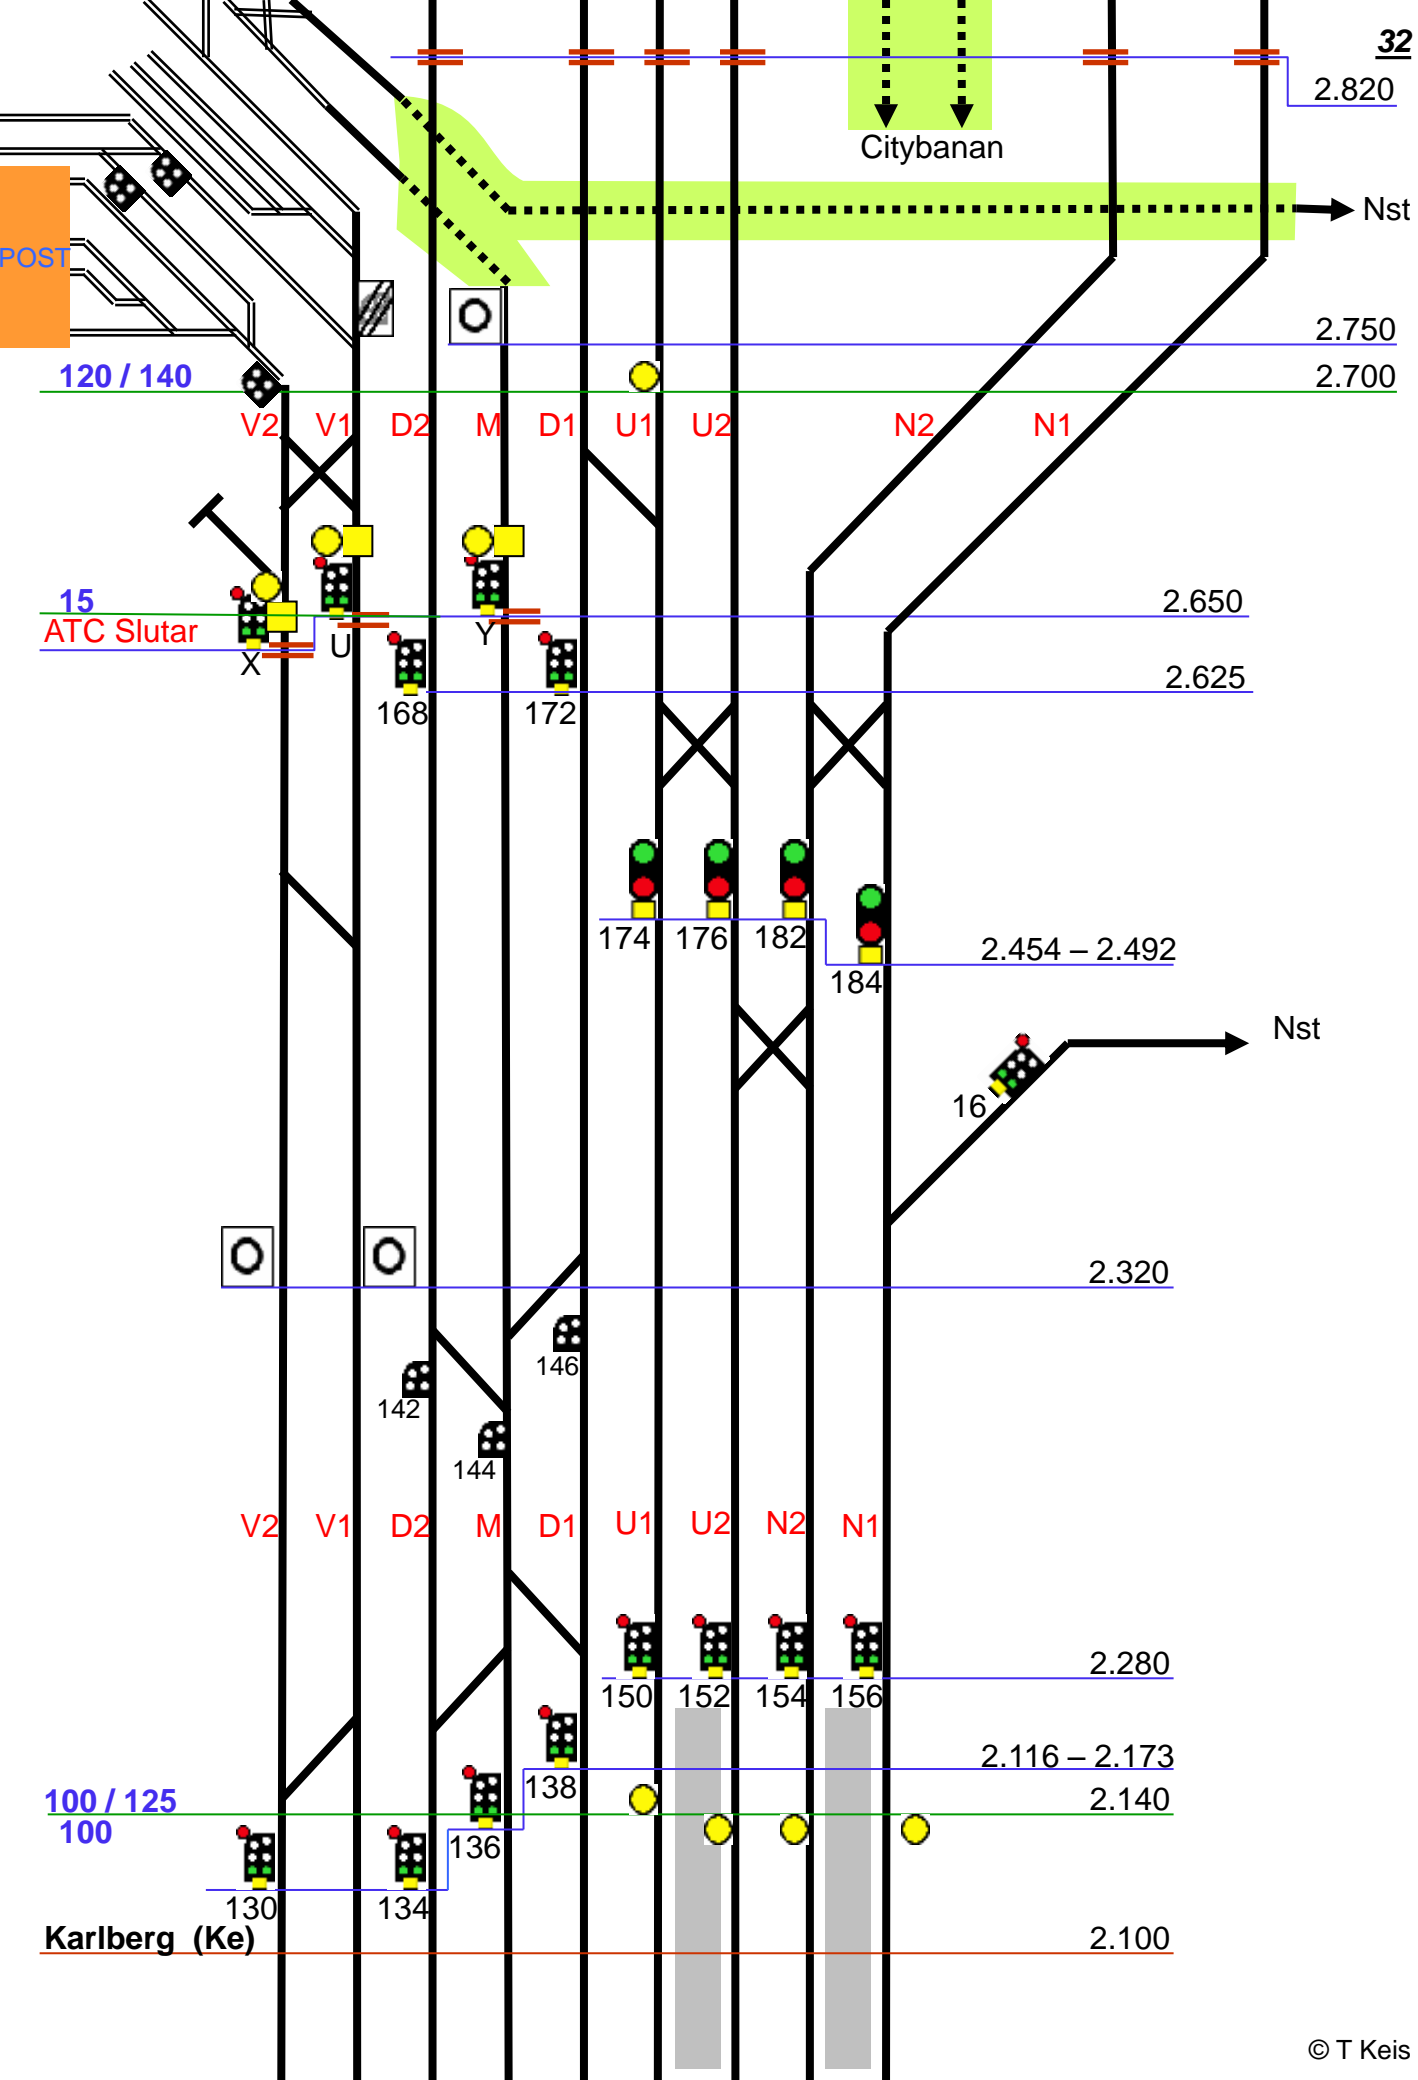 32
2.820
Citybanan
Nst
POST
2.750
120 / 140
2.700
V2 V1 D2 M D1 U1 U2 N2 N1
15
2.650
ATC Slutar
X U Y
2.625
168 172
174 176 182
2.454 – 2.492
184
Nst
16
2.320
146
142
144
V2 V1 D2 M D1 U1 U2 N2 N1
2.280
150 152 154 156
2.116 – 2.173
138
100 / 125
2.140
100
136
130 134
Karlberg (Ke)
2.100
© T Keis